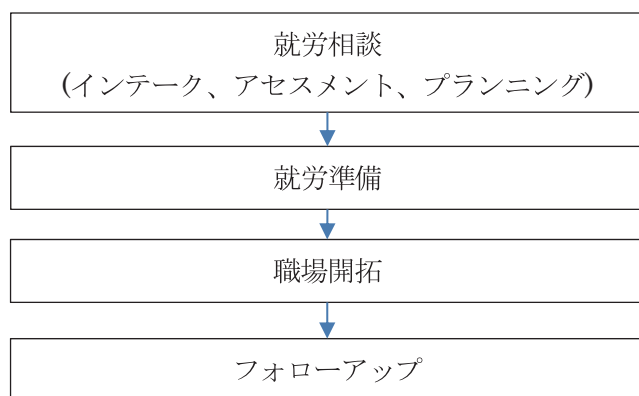 就労相談
(インテーク、アセスメント、プランニング)
就労準備
職場開拓
フォローアップ